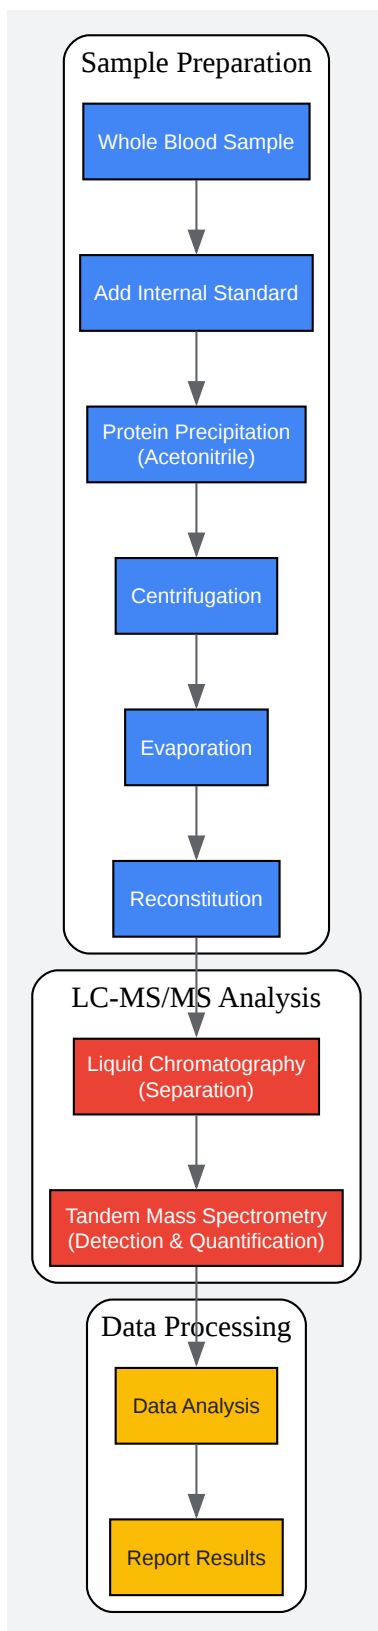 Sample Preparation
Whole Blood Sample
Add Internal Standard
Protein Precipitation
(Acetonitrile)
Centrifugation
Evaporation
Reconstitution
LC-MS/MS Analysis
Liquid Chromatography
(Separation)
Tandem Mass Spectrometry
(Detection & Quantification)
Data Processing
Data Analysis
Report Results